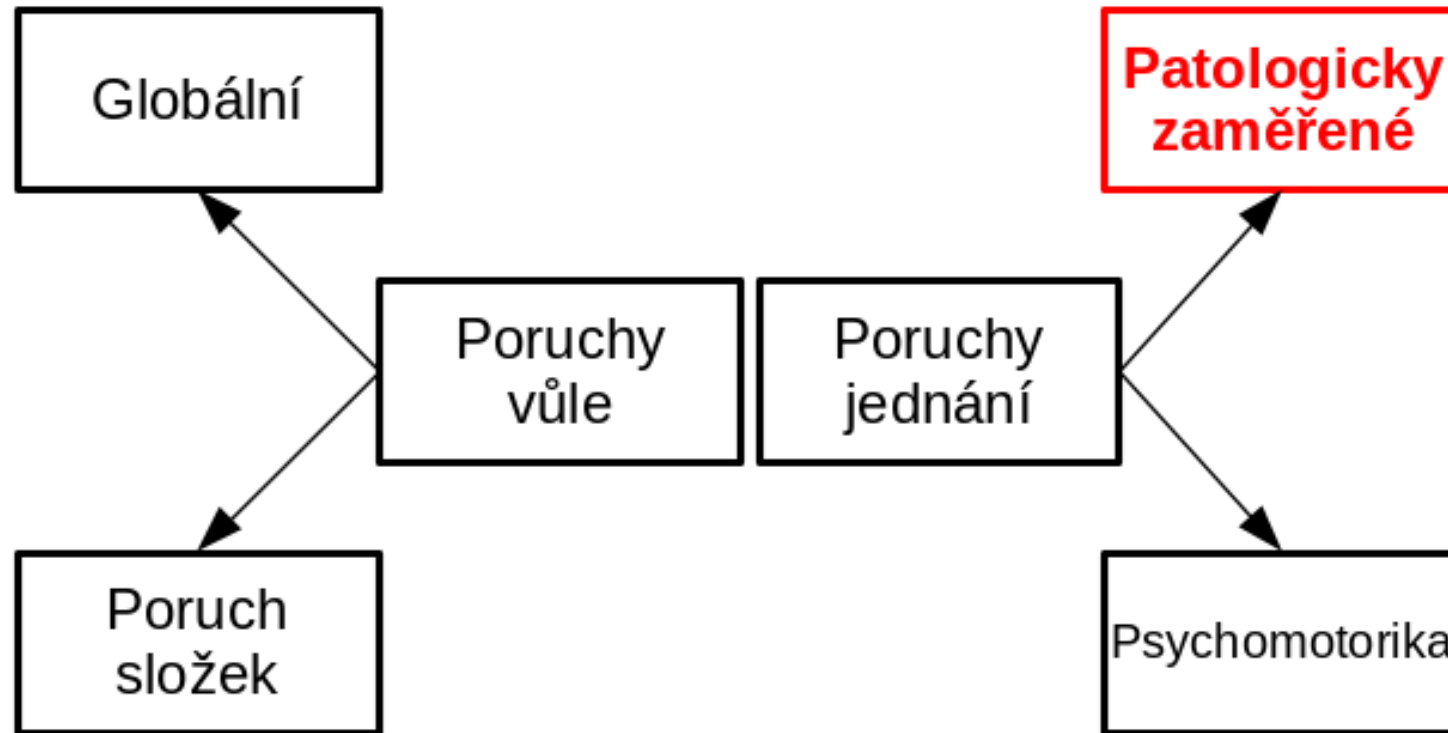 Globální
Patologicky
zaměřené
Poruchy
vůle
Poruchy
jednání
Poruch
složek
Psychomotorika